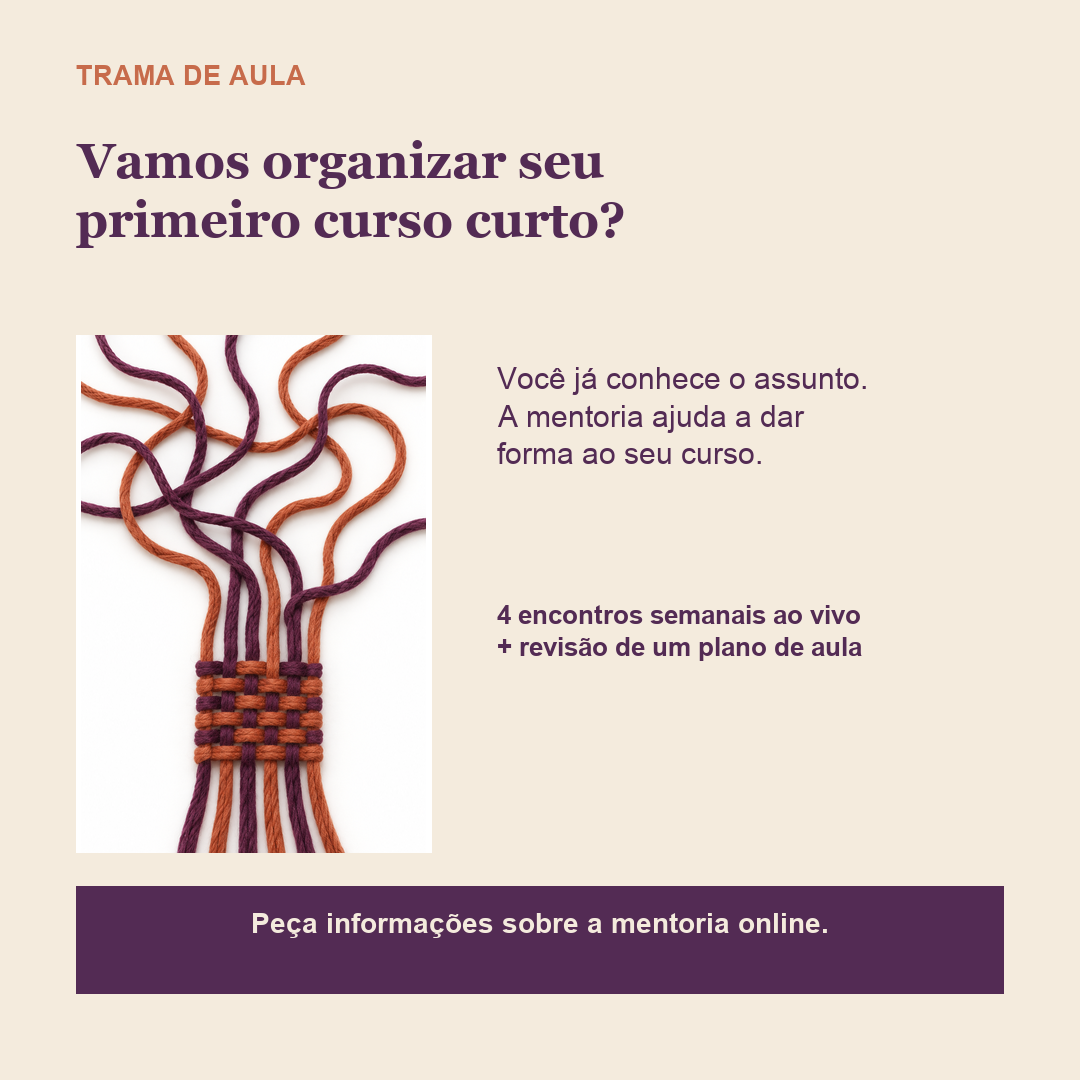 TRAMA DE AULA
Vamos organizar seu
primeiro curso curto?
Você já conhece o assunto.
A mentoria ajuda a dar
forma ao seu curso.
4 encontros semanais ao vivo
+ revisão de um plano de aula
Peça informações sobre a mentoria online.